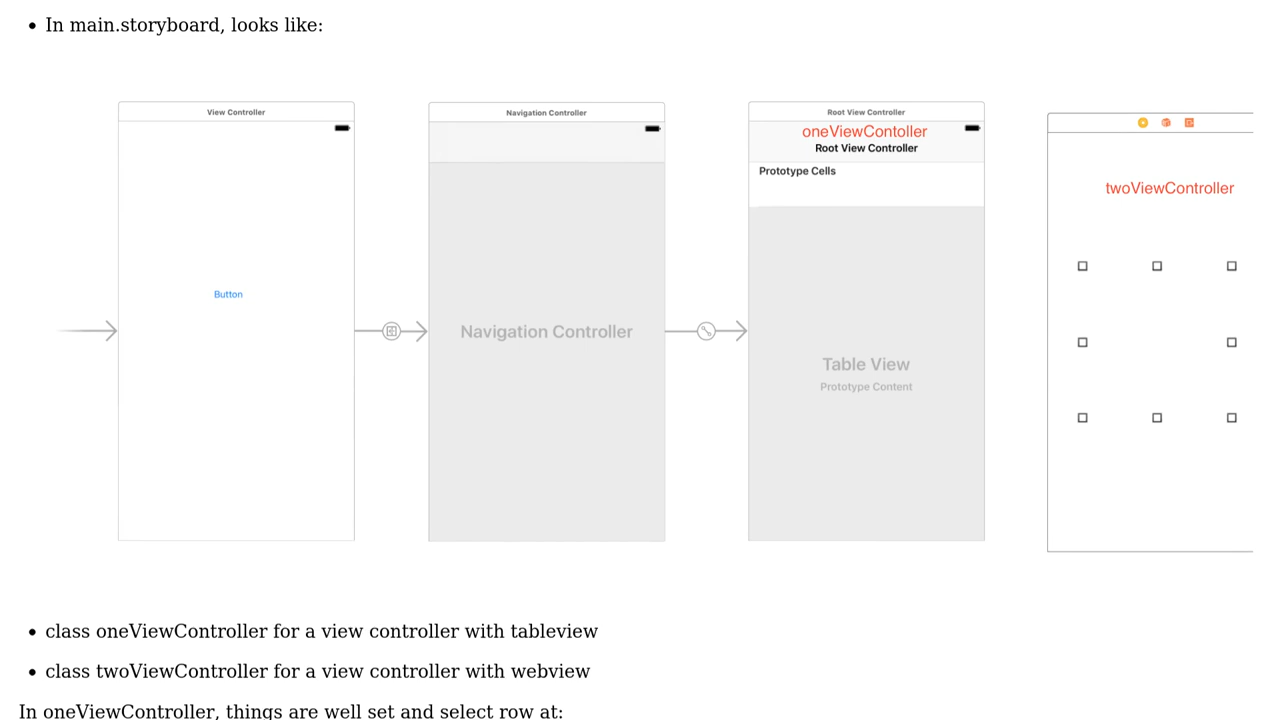 In main.storyboard, looks like:
View Controller
Navigation Controller
Root View Controller
oneViewContoller
Root View Controller
Prototype Cells
twoViewController
Button
Navigation Controller
Table View
Prototype Content
class oneViewController for a view controller with tableview
class twoViewController for a view controller with webview
In oneViewController, things are well set and select row at: